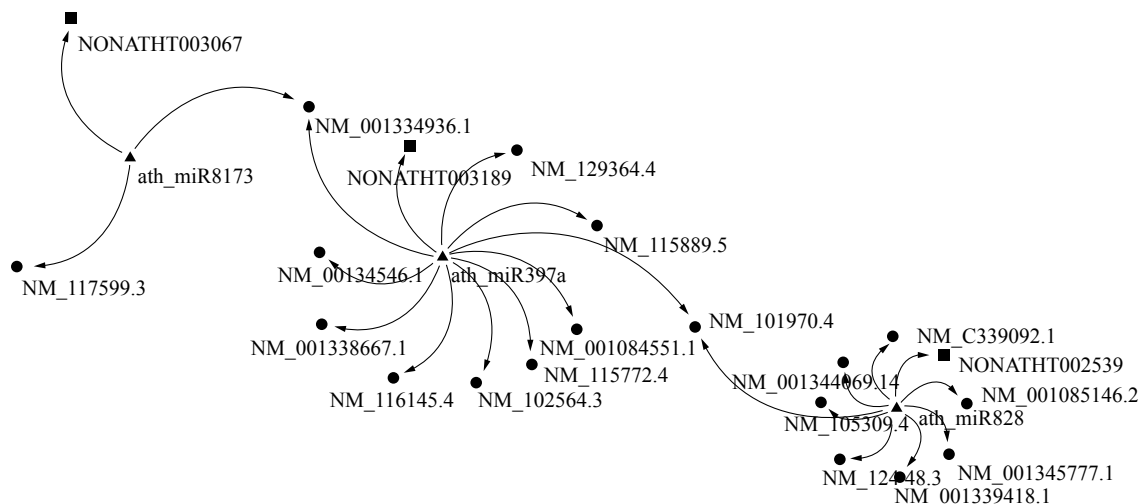 NONATHT003067
NM_001334936.1
ath_miR8173
NONATHT003189
NM_129364.4
NM_115889.5
NM_117599.3
NM_00134546.1
ath_miR397a
NM_101970.4
NM_001338667.1
NM_001084551.1
NM_C339092.1
NONATHT002539
NM_115772.4
NM_116145.4
NM_102564.3
NM_001085146.2
NM_105309.4
ath_miR828
NM_001345777.1
NM_001339418.1